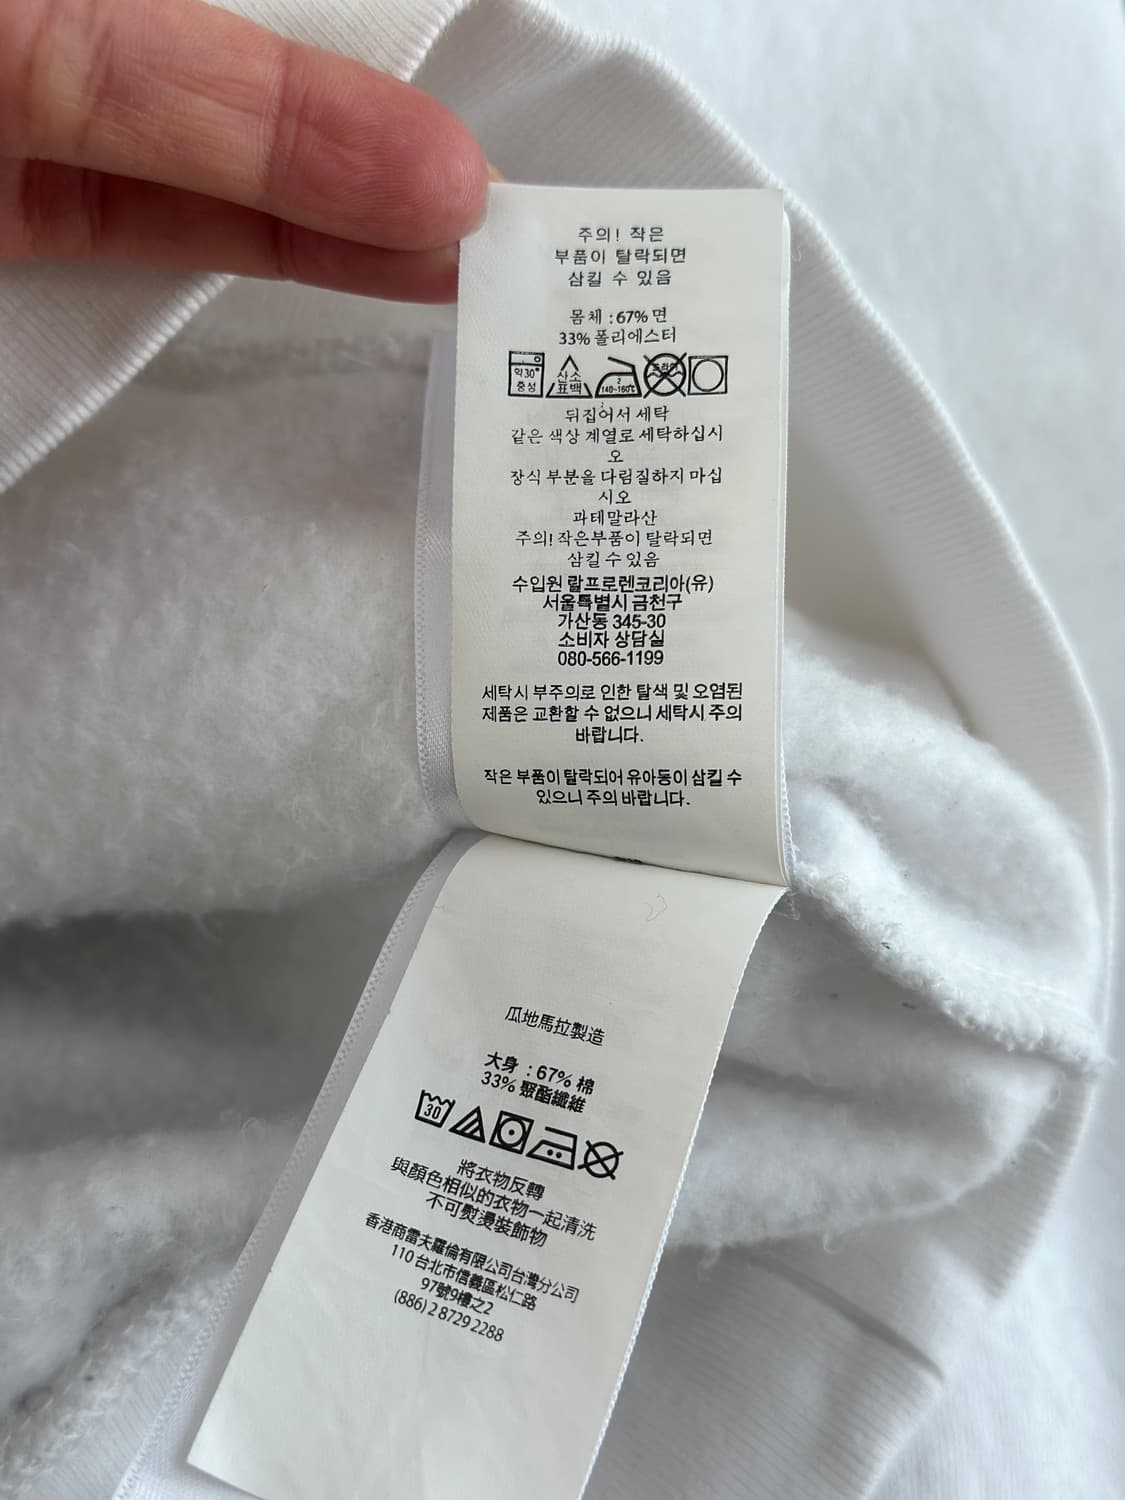 주의! 작은
부품이 탈락되면
삼킬 수 있음
몸체 : 67% 면
33% 폴리에스터
약30° 중성
산소 표백
2 140~160℃
드라이
뒤집어서 세탁
같은 색상 계열로 세탁하십시
오
장식 부분을 다림질하지 마십
시오
과테말라산
주의! 작은부품이 탈락되면
삼킬 수 있음
수입원 랄프로렌코리아(유)
서울특별시 금천구
가산동 345-30
소비자 상담실
080-566-1199
세탁시 부주의로 인한 탈색 및 오염된
제품은 교환할 수 없으니 세탁시 주의
바랍니다.
작은 부품이 탈락되어 유아동이 삼킬 수
있으니 주의 바랍니다.
瓜地馬拉製造
大身 : 67% 棉
33% 聚酯纖維
30
將衣物反轉
與顏色相似的衣物一起清洗
不可熨燙裝飾物
香港商雷夫羅倫有限公司台灣分公司
110 台北市信義區松仁路
97號9樓之2
(886) 2 8729 2288